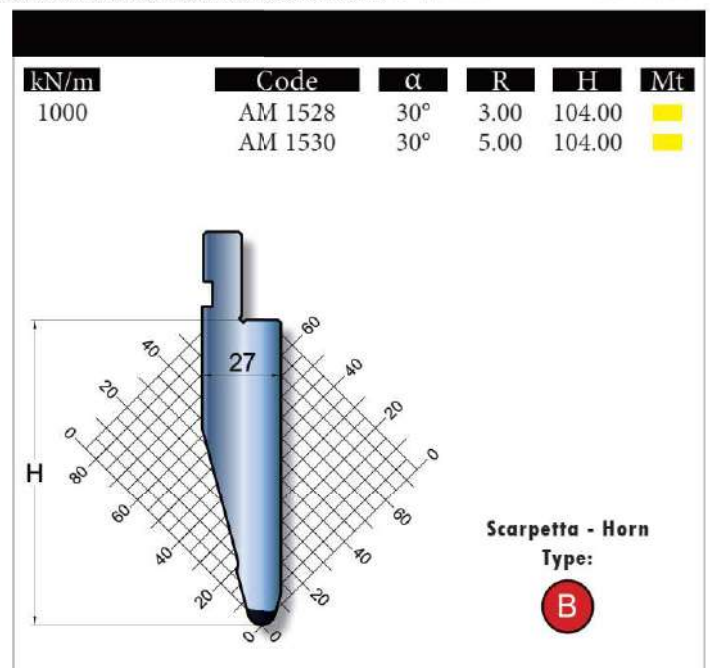 kN/m Code α R H Mt
1000 AM 1528 30° 3.00 104.00
AM 1530 30° 5.00 104.00
60
40 27 40
20 20
0 0
H 80
60 60
40 40
20 20
0 0
Scarpetta - Horn
Type:
B